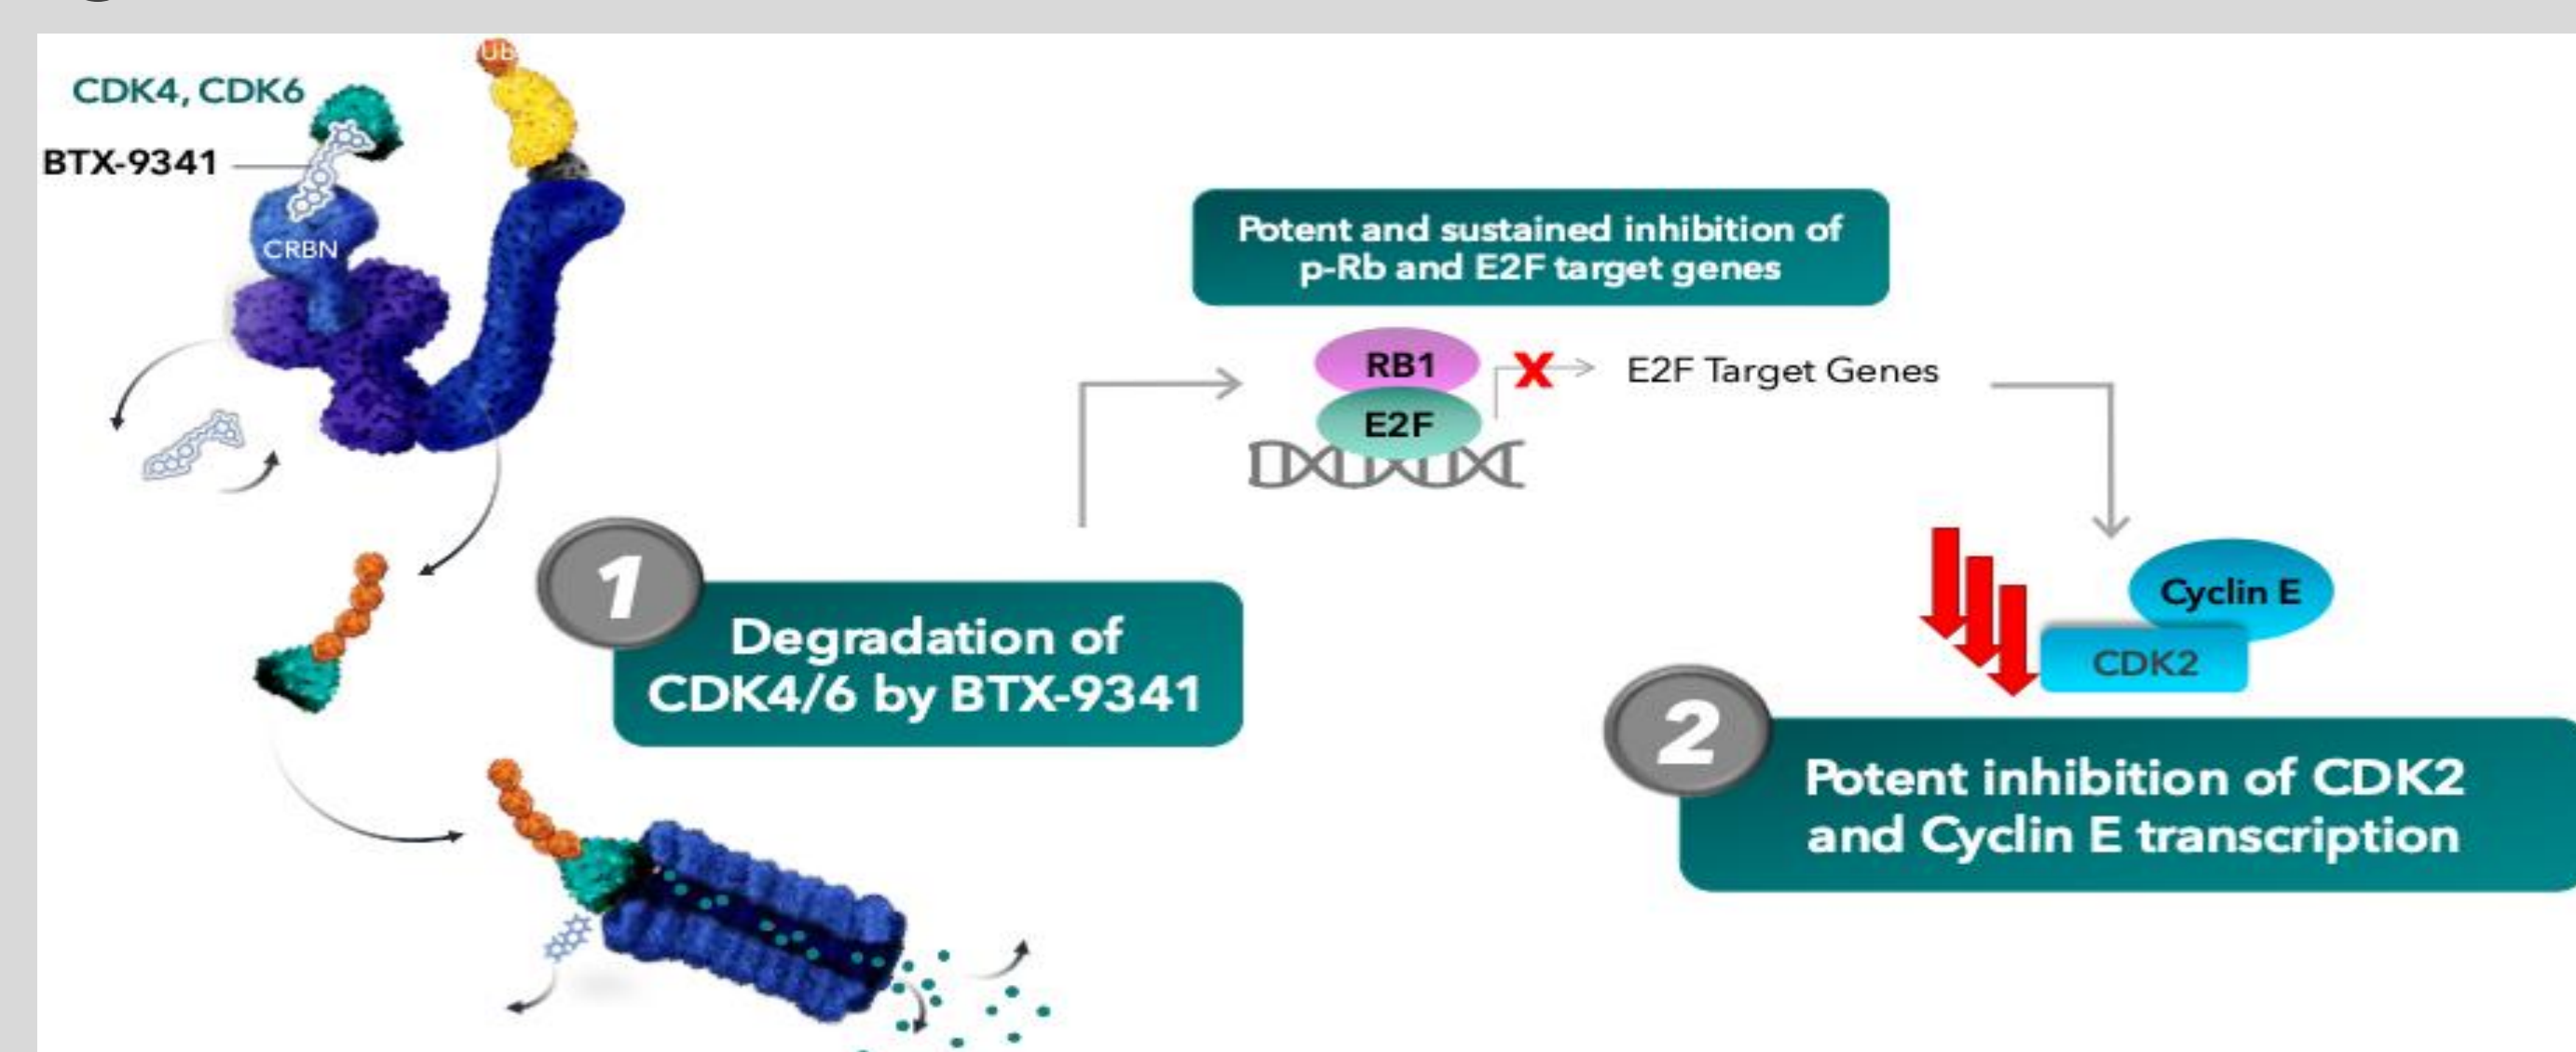 Ub
CDK4, CDK6
BTX-9341
CRBN
Potent and sustained inhibition of
p-Rb and E2F target genes
RB1
E2F
X
E2F Target Genes
1
Degradation of
CDK4/6 by BTX-9341
Cyclin E
CDK2
2
Potent inhibition of CDK2
and Cyclin E transcription